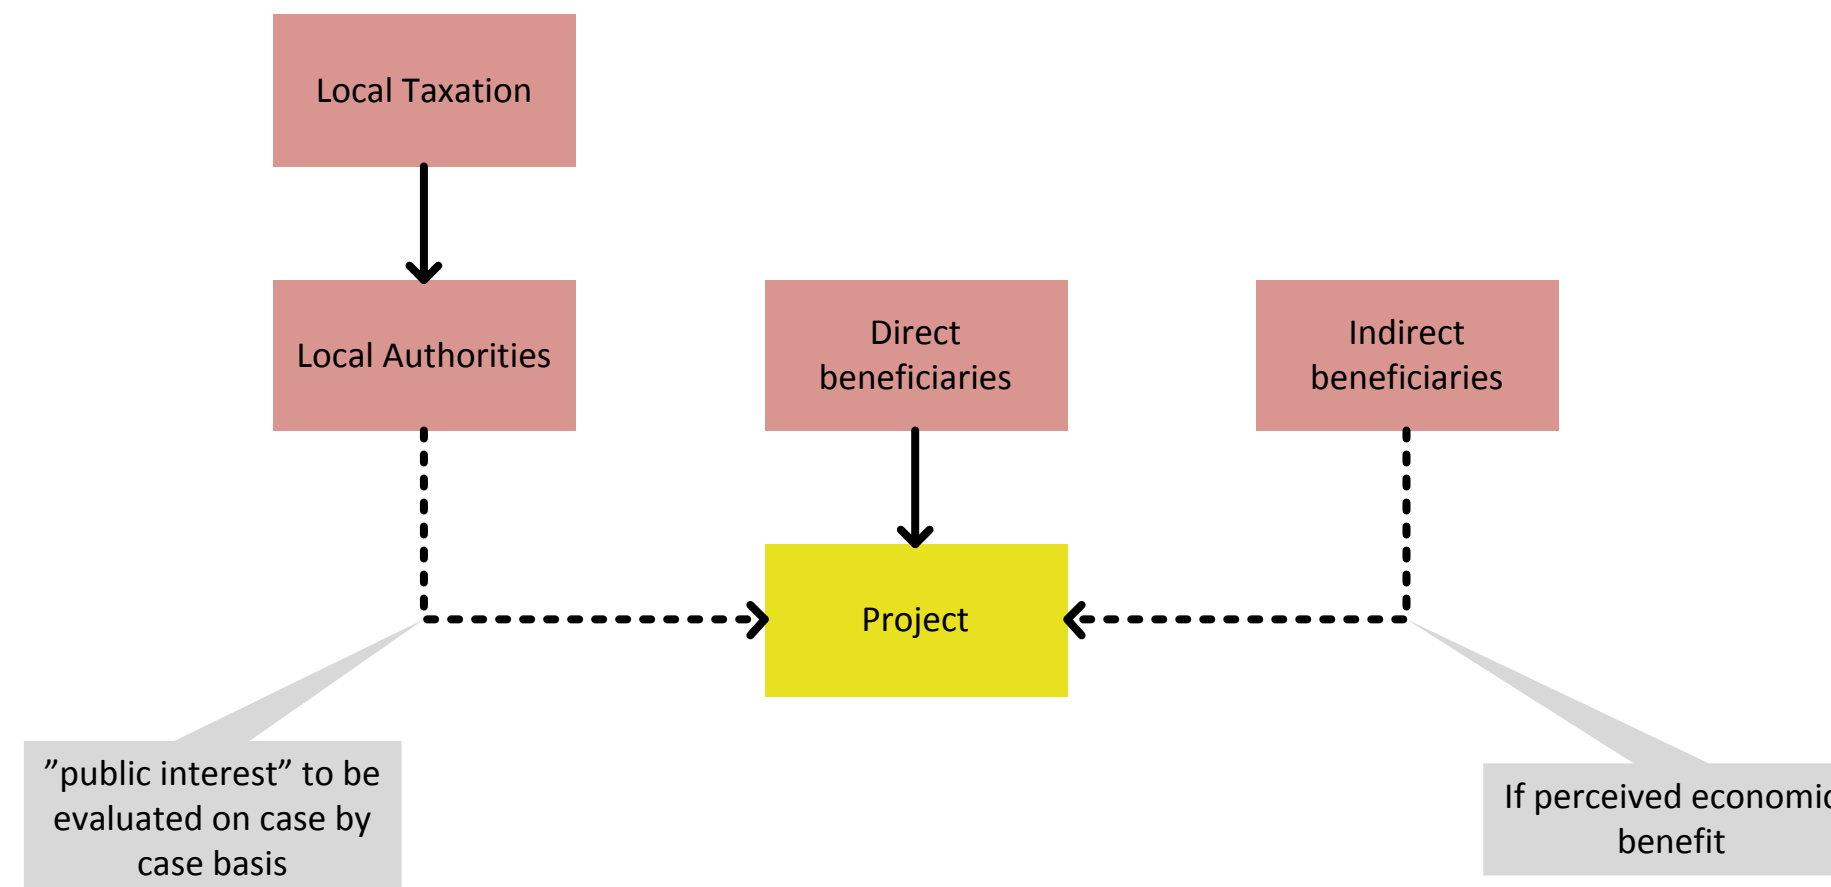 Local Taxation
Local Authorities
Direct
beneficiaries
Indirect
beneficiaries
Project
”public interest” to be
evaluated on case by
case basis
If perceived economic
benefit